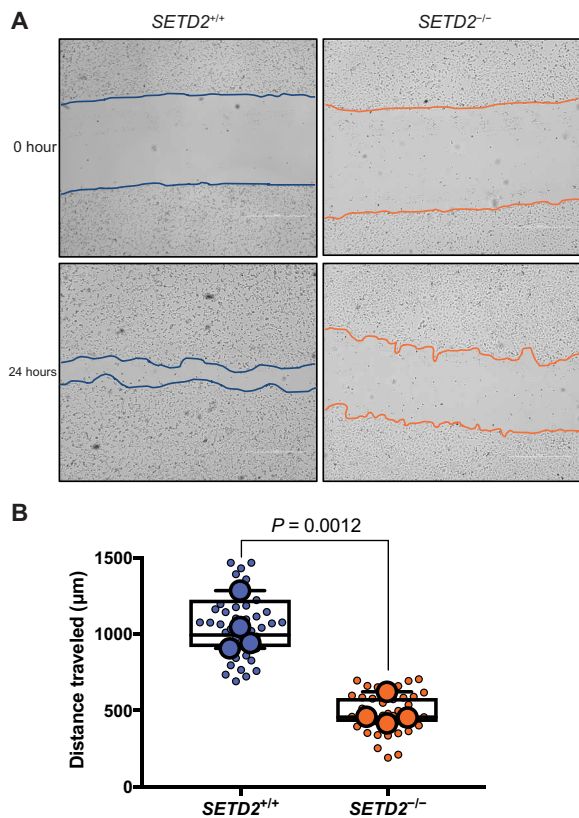 A
SETD2+/+
SETD2–/–
0 hour
24 hours
B
P = 0.0012
Distance traveled (μm)
1500
1000
500
0
SETD2+/+
SETD2–/–